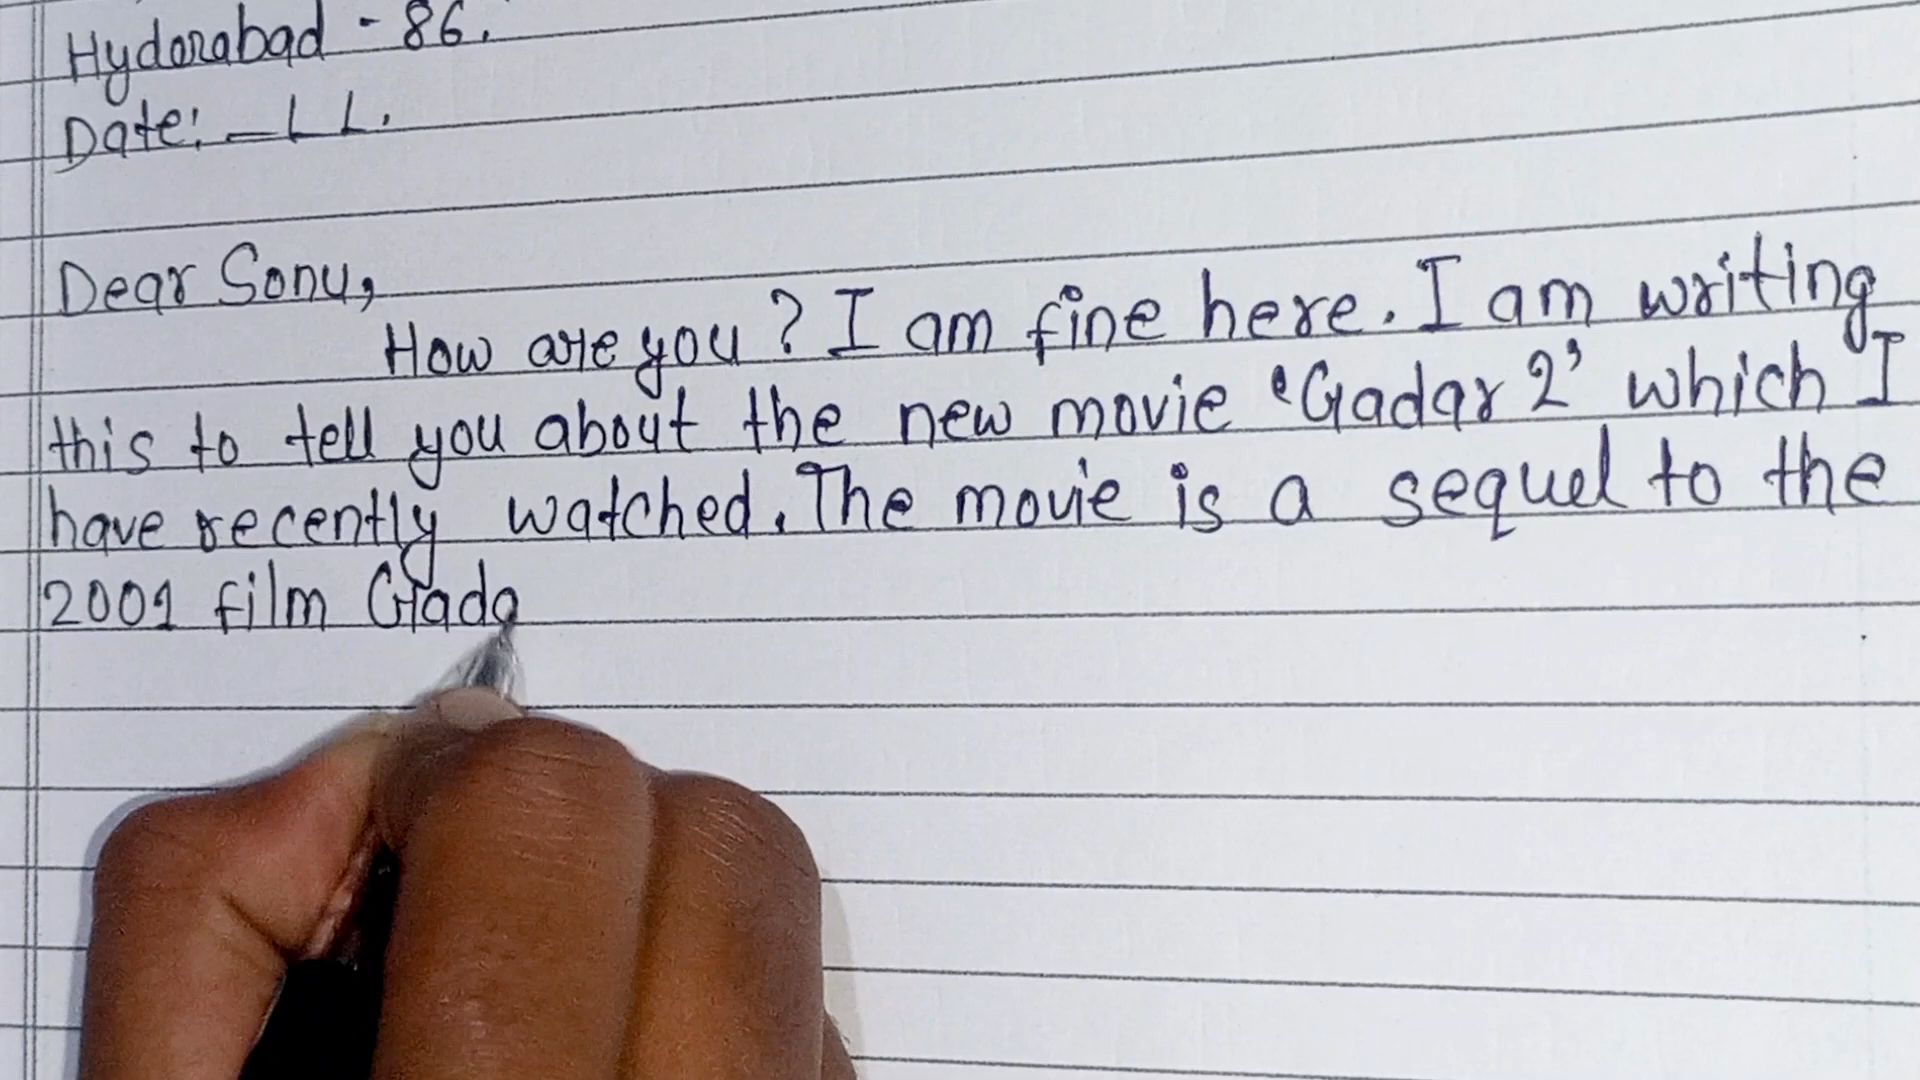 Hyderabad - 86.
Date: _ L L.
Dear Sonu,
How are you? I am fine here. I am writing
this to tell you about the new movie 'Gadar 2' which I
have recently watched. The movie is a sequel to the
2001 film Gada